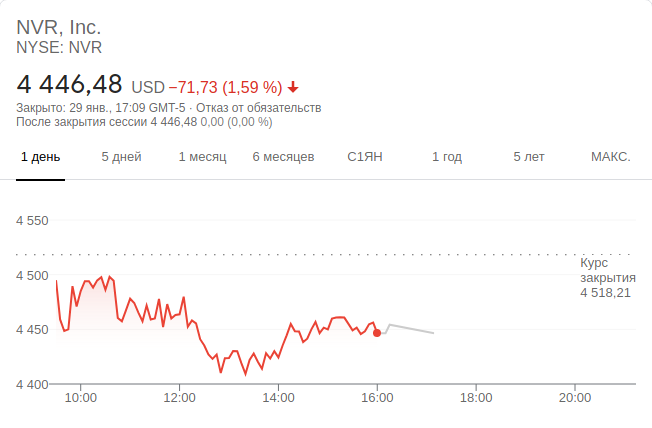 NVR, Inc.
NYSE: NVR
4 446,48 USD −71,73 (1,59 %)
Закрыто: 29 янв., 17:09 GMT-5 · Отказ от обязательств
После закрытия сессии 4 446,48 0,00 (0,00 %)
1 день 5 дней 1 месяц 6 месяцев С1ЯН 1 год 5 лет МАКС.
4 550
Курс
закрытия
4 518,21
4 500
4 450
4 400
10:00 12:00 14:00 16:00 18:00 20:00